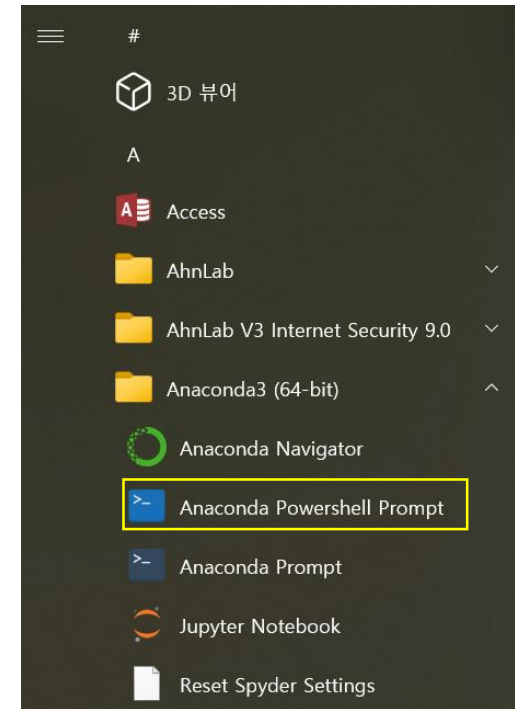 #
3D 뷰어
A
Access
AhnLab
AhnLab V3 Internet Security 9.0
Anaconda3 (64-bit)
Anaconda Navigator
Anaconda Powershell Prompt
Anaconda Prompt
Jupyter Notebook
Reset Spyder Settings